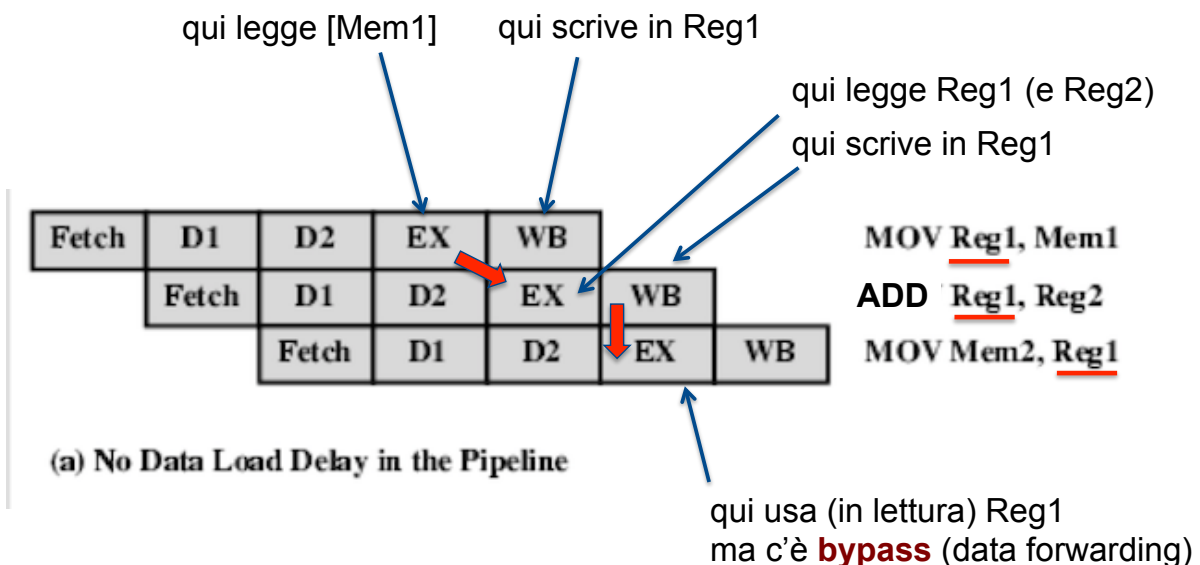 qui legge [Mem1] qui scrive in Reg1
qui legge Reg1 (e Reg2)
qui scrive in Reg1
Fetch D1 D2 EX WB MOV Reg1, Mem1
Fetch D1 D2 EX WB ADD Reg1, Reg2
Fetch D1 D2 EX WB MOV Mem2, Reg1
(a) No Data Load Delay in the Pipeline
qui usa (in lettura) Reg1
ma c'è bypass (data forwarding)